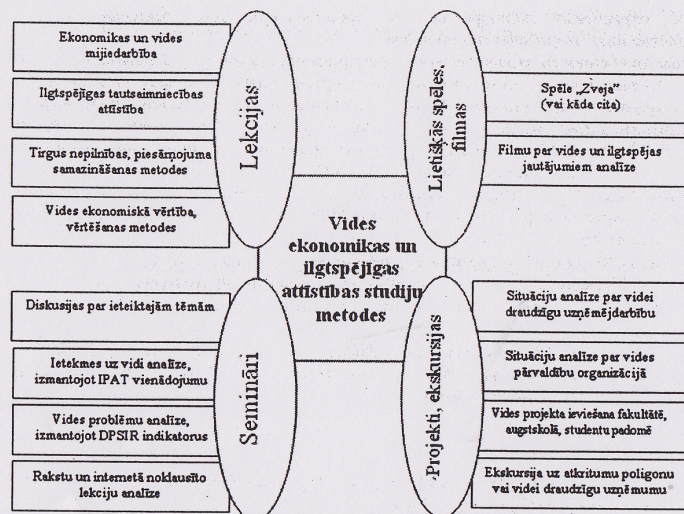 Ekonomikas un vides
mijiedarbība
Ilgtspējīgas tautsaimniecības
attīstība
Tirgus nepilnības, piesārņojuma
samazināšanas metodes
Vides ekonomiskā vērtība,
vērtēšanas metodes
Lekcijas
Lietišķās spēles,
filmas
Spēle „Zveja”
(vai kāda cita)
Filmu par vides un ilgtspējas
jautājumiem analīze
Vides
ekonomikas un
ilgtspējīgas
attīstības studiju
metodes
Diskusijas par ieteiktajām tēmām
Ietekmes uz vidi analīze,
izmantojot IPAT vienādojumu
Vides problēmu analīze,
izmantojot DPSIR indikatorus
Rakstu un internetā noklausīto
lekciju analīze
Semināri
Projekti, ekskursijas
Situāciju analīze par videi
draudzīgu uzņēmējdarbību
Situāciju analīze par vides
pārvaldību organizācijā
Vides projekta ieviešana fakultātē,
augstskolā, studentu padomē
Ekskursija uz atkritumu poligonu
vai videi draudzīgu uzņēmumu